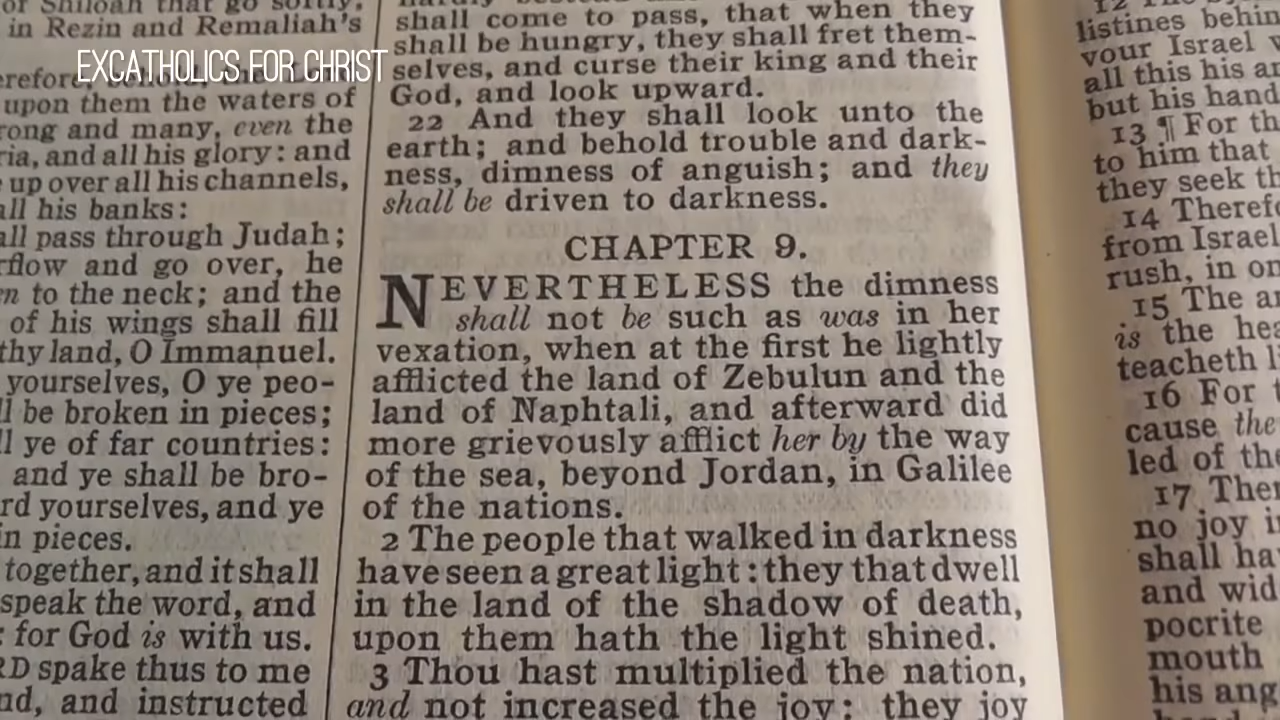 EXCATHOLICS FOR CHRIST
of Shiloah that go softly,
in Rezin and Remaliah's
upon them the waters of
rong and many, even the
ria, and all his glory: and
up over all his channels,
all his banks:
all pass through Judah;
rflow and go over, he
n to the neck; and the
of his wings shall fill
thy land, O Immanuel.
yourselves, O ye peo-
l be broken in pieces;
ll ye of far countries:
and ye shall be bro-
rd yourselves, and ye
in pieces.
together, and it shall
speak the word, and
for God is with us.
RD spake thus to me
nd, and instructed
shall come to pass, that when they
shall be hungry, they shall fret them-
selves, and curse their king and their
God, and look upward.
22 And they shall look unto the
earth; and behold trouble and dark-
ness, dimness of anguish; and they
shall be driven to darkness.
CHAPTER 9.
NEVERTHELESS the dimness
shall not be such as was in her
vexation, when at the first he lightly
afflicted the land of Zebulun and the
land of Naphtali, and afterward did
more grievously afflict her by the way
of the sea, beyond Jordan, in Galilee
of the nations.
2 The people that walked in darkness
have seen a great light: they that dwell
in the land of the shadow of death,
upon them hath the light shined.
3 Thou hast multiplied the nation,
and not increased the joy: they joy
listines behin
your Israel
all this his an
but his hand
13 ¶ For th
to him that
they seek th
14 Therefo
from Israel
rush, in on
15 The an
is the hea
teacheth li
16 For t
cause the
led of the
17 Ther
no joy i
shall ha
and wid
pocrite
mouth
his ang